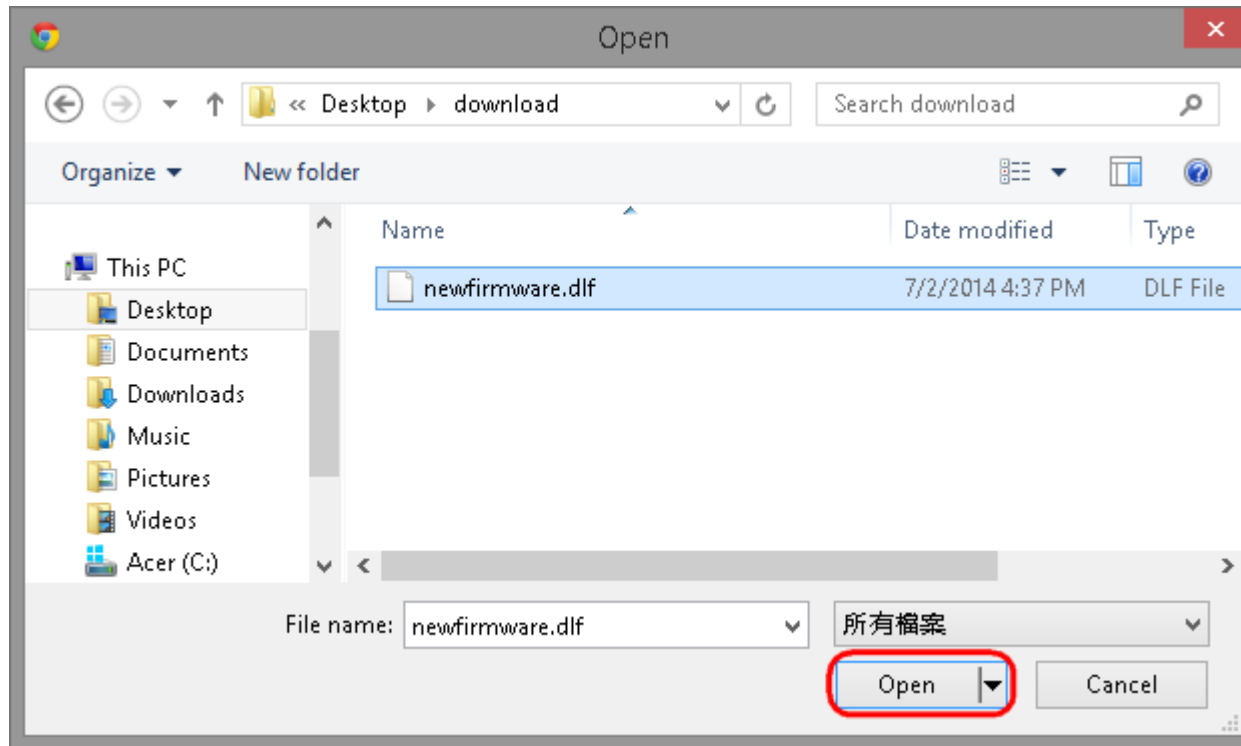 Open
« Desktop download
Search download
Organize New folder
Name Date modified Type
This PC
newfirmware.dlf 7/2/2014 4:37 PM DLF File
Desktop
Documents
Downloads
Music
Pictures
Videos
Acer (C:)
File name: newfirmware.dlf 所有檔案
Open Cancel